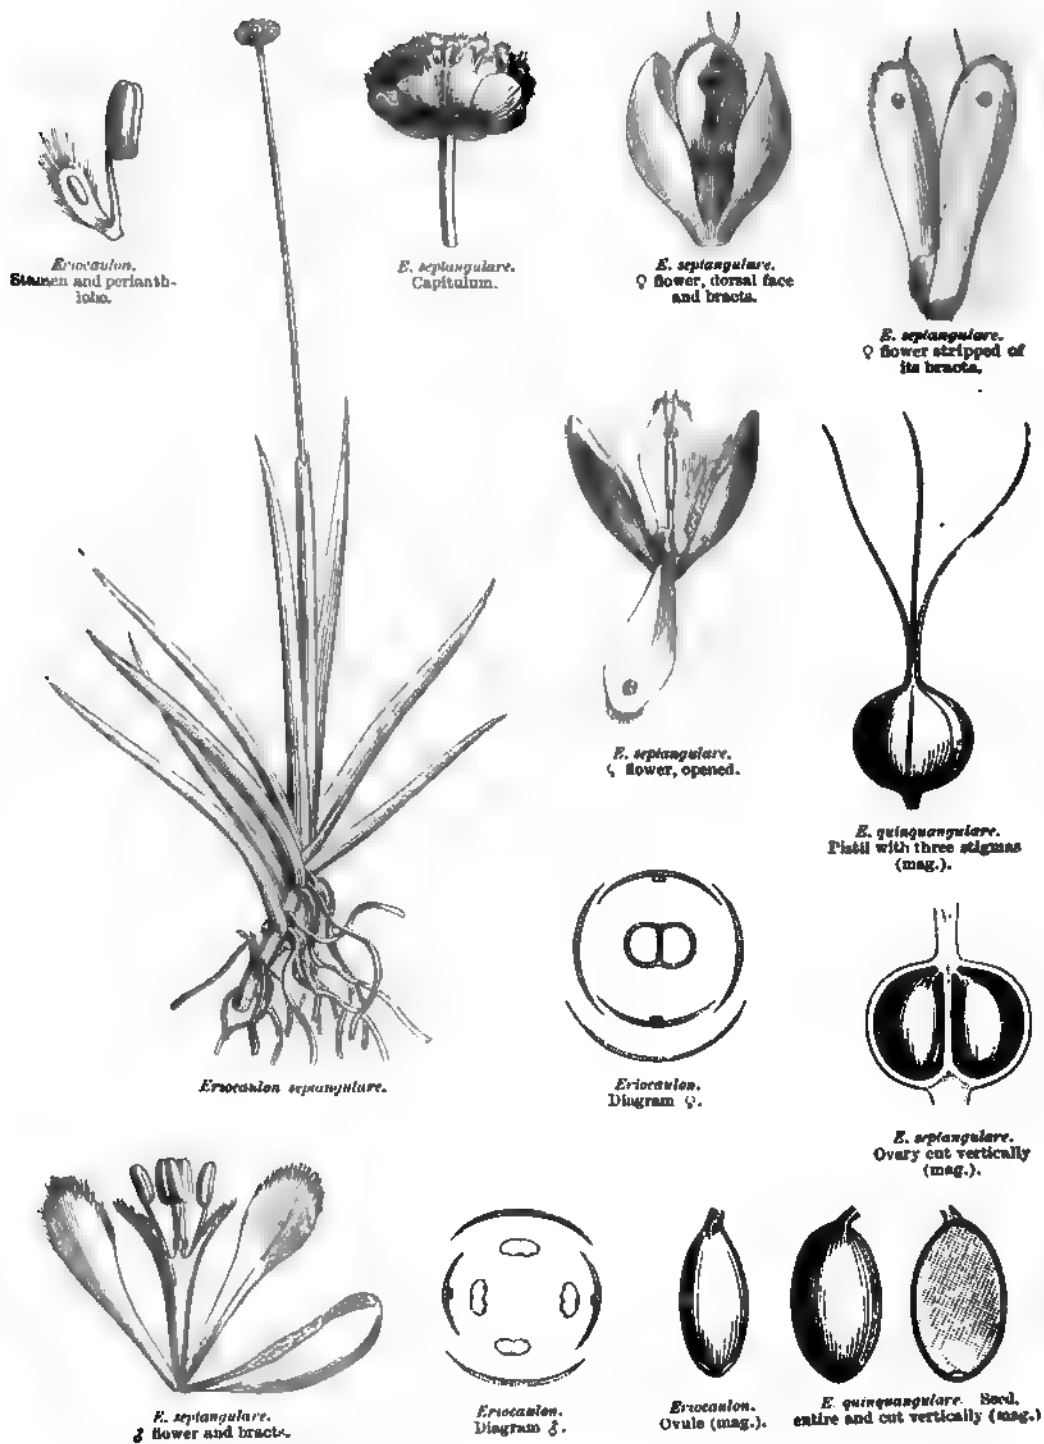 Eriocaulon.
Stamen and perianth-
lobe.
E. septangulare.
Capitulum.
E. septangulare.
♀ flower, dorsal face
and bracts.
E. septangulare.
♀ flower stripped of
its bracts.
E. septangulare.
flower, opened.
E. quinquangulare.
Pistil with three stigmas
(mag.).
Eriocaulon septangulare.
Eriocaulon.
Diagram ♀.
E. septangulare.
Ovary cut vertically
(mag.).
E. septangulare.
♂ flower and bracts.
Eriocaulon.
Diagram ♂.
Eriocaulon.
Ovule (mag.).
E. quinquangulare. Seed,
entire and cut vertically (mag.)